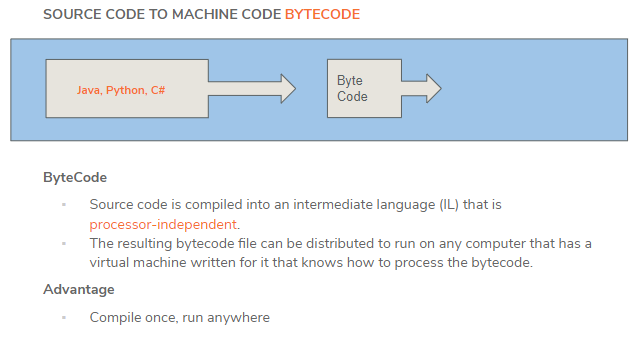 SOURCE CODE TO MACHINE CODE BYTECODE
Java, Python, C#
Byte
Code
ByteCode
Source code is compiled into an intermediate language (IL) that is
processor-independent.
The resulting bytecode file can be distributed to run on any computer that has a
virtual machine written for it that knows how to process the bytecode.
Advantage
Compile once, run anywhere